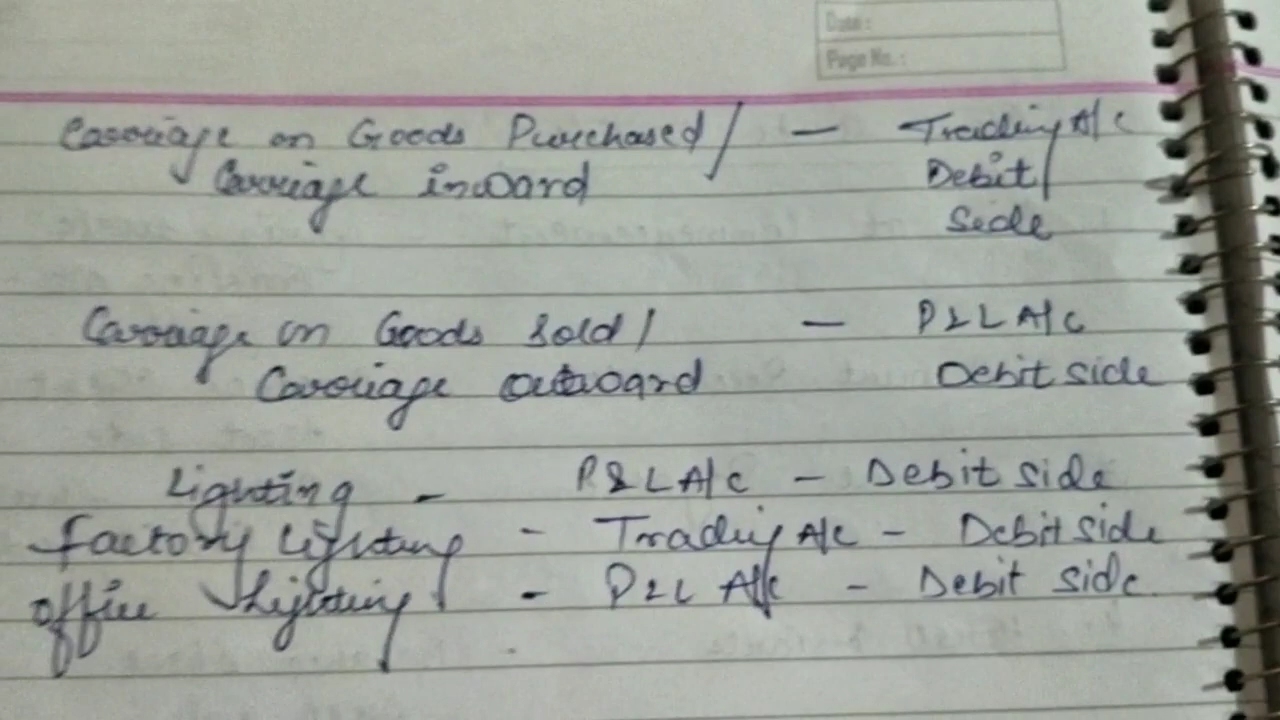 Date :
Page No. :
Carriage on Goods Purchased / — Trading A/c
Carriage inward Debit
Side
Carriage on Goods sold / — P&L A/c
Carriage outward Debit side
Lighting - P&L A/c - Debit side
factory Lighting - Trading A/c - Debit side
office Lighting - P&L A/c - Debit side